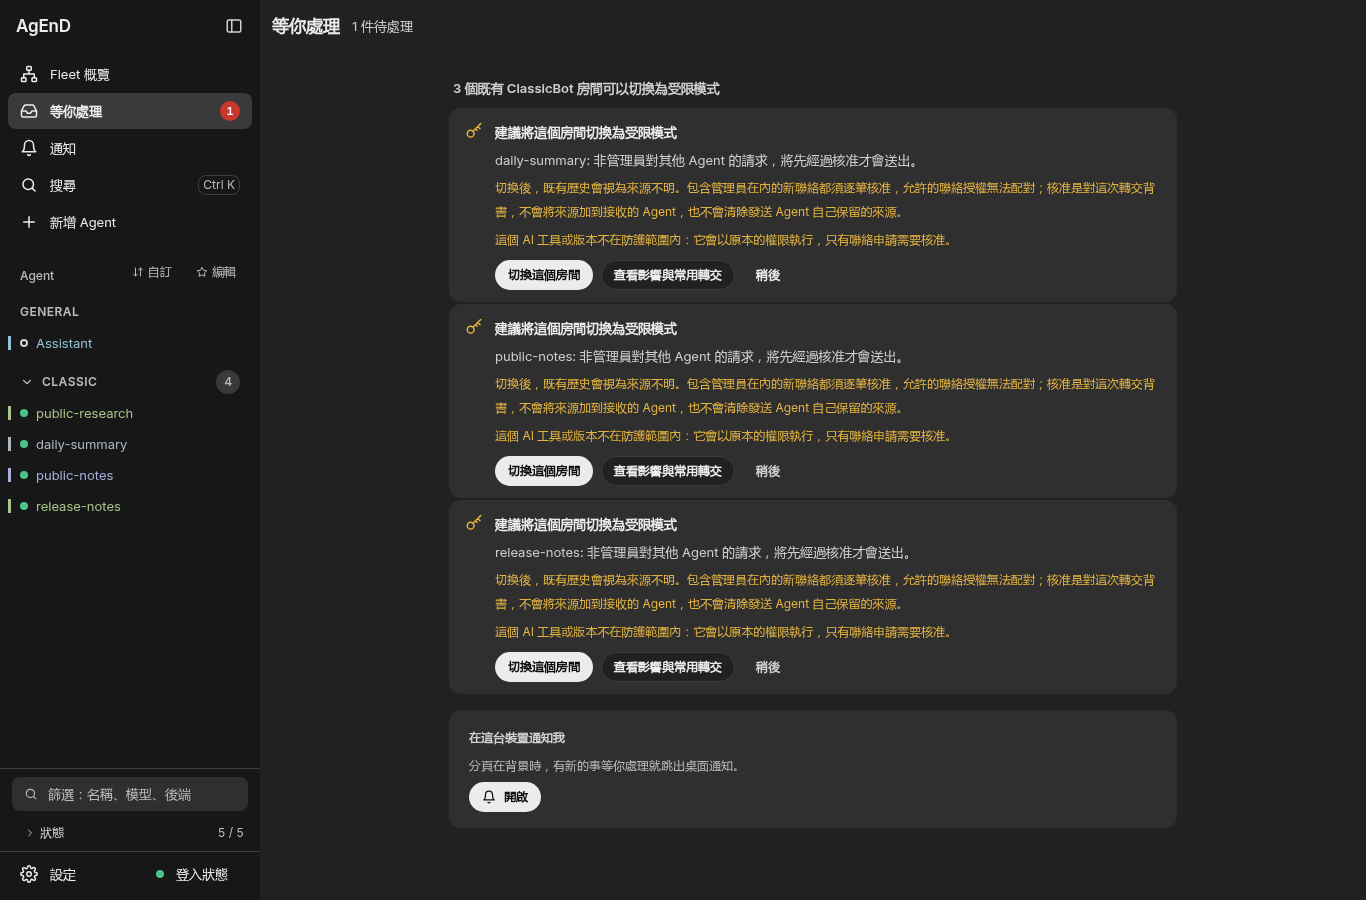 AgEnD
Fleet 概覽
等你處理
1
通知
搜尋
Ctrl K
新增 Agent
Agent
自訂
編輯
GENERAL
Assistant
CLASSIC
4
public-research
daily-summary
public-notes
release-notes
篩選：名稱、模型、後端
狀態
5 / 5
設定
登入狀態
等你處理
1 件待處理
3 個既有 ClassicBot 房間可以切換為受限模式
建議將這個房間切換為受限模式
daily-summary: 非管理員對其他 Agent 的請求，將先經過核准才會送出。
切換後，既有歷史會視為來源不明。包含管理員在內的新聯絡都須逐筆核准，允許的聯絡授權無法配對；核准是對這次轉交背
書，不會將來源加到接收的 Agent，也不會清除發送 Agent 自己保留的來源。
這個 AI 工具或版本不在防護範圍內：它會以原本的權限執行，只有聯絡申請需要核准。
切換這個房間
查看影響與常用轉交
稍後
建議將這個房間切換為受限模式
public-notes: 非管理員對其他 Agent 的請求，將先經過核准才會送出。
切換後，既有歷史會視為來源不明。包含管理員在內的新聯絡都須逐筆核准，允許的聯絡授權無法配對；核准是對這次轉交背
書，不會將來源加到接收的 Agent，也不會清除發送 Agent 自己保留的來源。
這個 AI 工具或版本不在防護範圍內：它會以原本的權限執行，只有聯絡申請需要核准。
切換這個房間
查看影響與常用轉交
稍後
建議將這個房間切換為受限模式
release-notes: 非管理員對其他 Agent 的請求，將先經過核准才會送出。
切換後，既有歷史會視為來源不明。包含管理員在內的新聯絡都須逐筆核准，允許的聯絡授權無法配對；核准是對這次轉交背
書，不會將來源加到接收的 Agent，也不會清除發送 Agent 自己保留的來源。
這個 AI 工具或版本不在防護範圍內：它會以原本的權限執行，只有聯絡申請需要核准。
切換這個房間
查看影響與常用轉交
稍後
在這台裝置通知我
分頁在背景時，有新的事等你處理就跳出桌面通知。
開啟